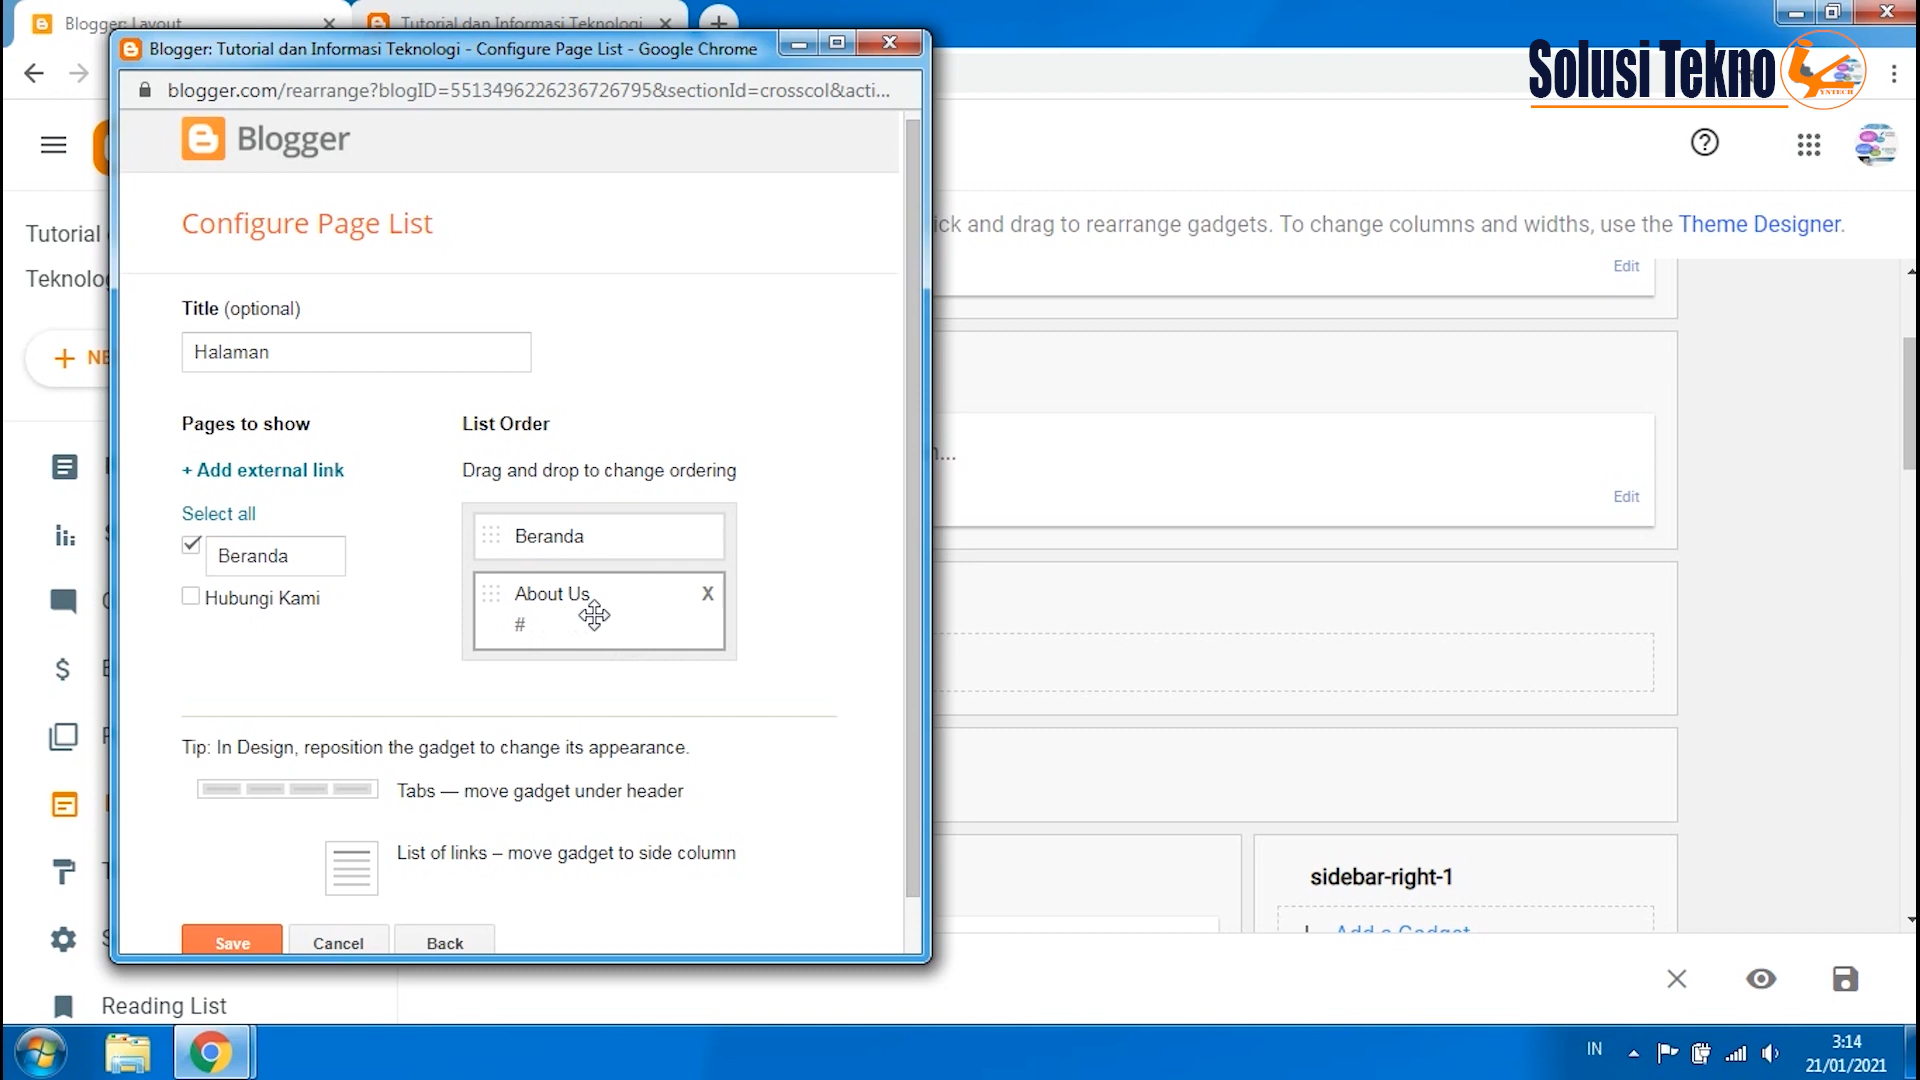 Blogger: Layout
Tutorial dan Informasi Teknologi
Blogger: Tutorial dan Informasi Teknologi - Configure Page List - Google Chrome
Solusi Tekno
YNTECH
blogger.com/rearrange?blogID=5513496226236726795&sectionId=crosscol&acti...
Blogger
Configure Page List
ick and drag to rearrange gadgets. To change columns and widths, use the Theme Designer.
Tutorial
Teknolog
Edit
Title (optional)
Halaman
+ NE
Pages to show
List Order
+ Add external link
Drag and drop to change ordering
n...
Edit
Select all
Beranda
Beranda
Hubungi Kami
About Us
X
#
Tip: In Design, reposition the gadget to change its appearance.
Tabs — move gadget under header
List of links – move gadget to side column
sidebar-right-1
Add a Gadget
Save
Cancel
Back
Reading List
IN
3:14
21/01/2021